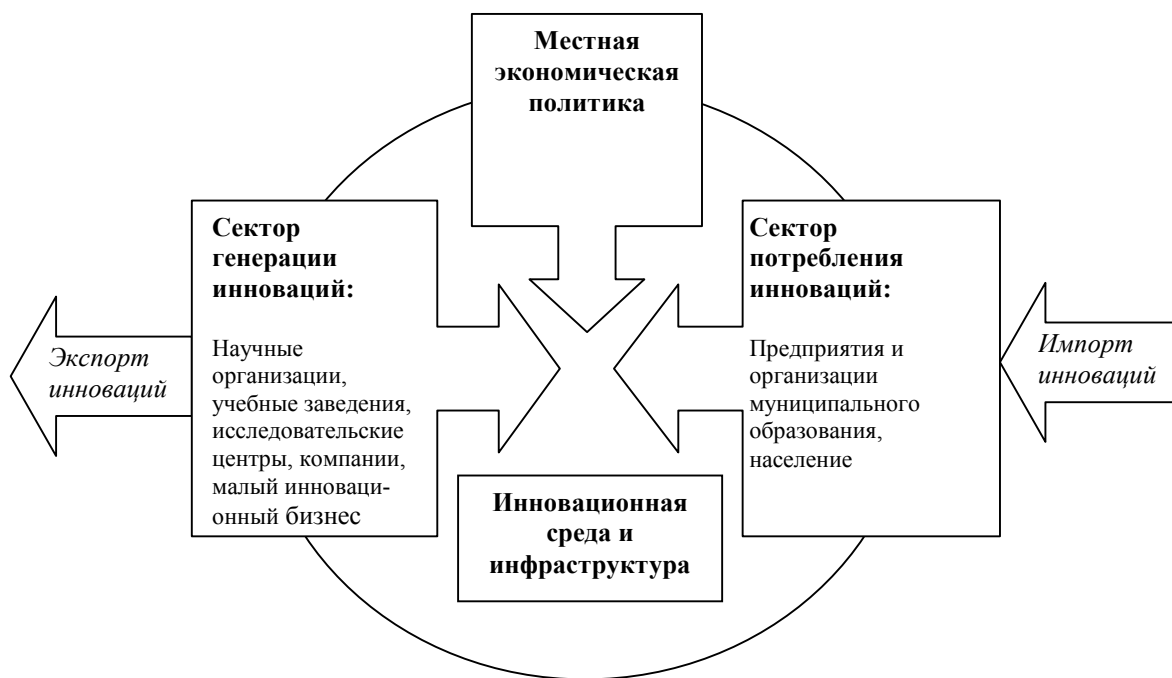 Местная
экономическая
политика
Сектор
генерации
инноваций:
Научные
организации,
учебные заведения,
исследовательские
центры, компании,
малый инноваци-
онный бизнес
Сектор
потребления
инноваций:
Предприятия и
организации
муниципального
образования,
население
Экспорт
инноваций
Импорт
инноваций
Инновационная
среда и
инфраструктура